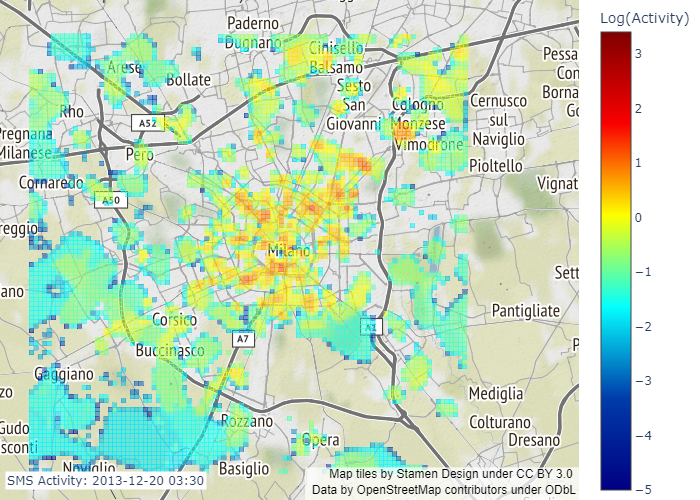 Log(Activity)
Paderno
Dugnano
Cinisello
Balsamo
Pessa
Con
Arese
Bollate
Sesto
San
Giovanni
Borna
Go
Rho
Cologno
Monzese
Cernusco
sul
Naviglio
A52
Pregnana
Milanese
Pero
Vimodrone
Pioltello
Cornaredo
Vignat
A50
reggio
Milano
Sett
ano
Pantigliate
Corsico
A1
A7
Buccinasco
P
Gaggiano
zo
Mediglia
Rozzano
Colturano
Gudo
sconti
Opera
Dresano
Noviglio
Basiglio
SMS Activity: 2013-12-20 03:30
Map tiles by Stamen Design under CC BY 3.0
Data by OpenStreetMap contributors under ODbL
3
2
1
0
−1
−2
−3
−4
−5